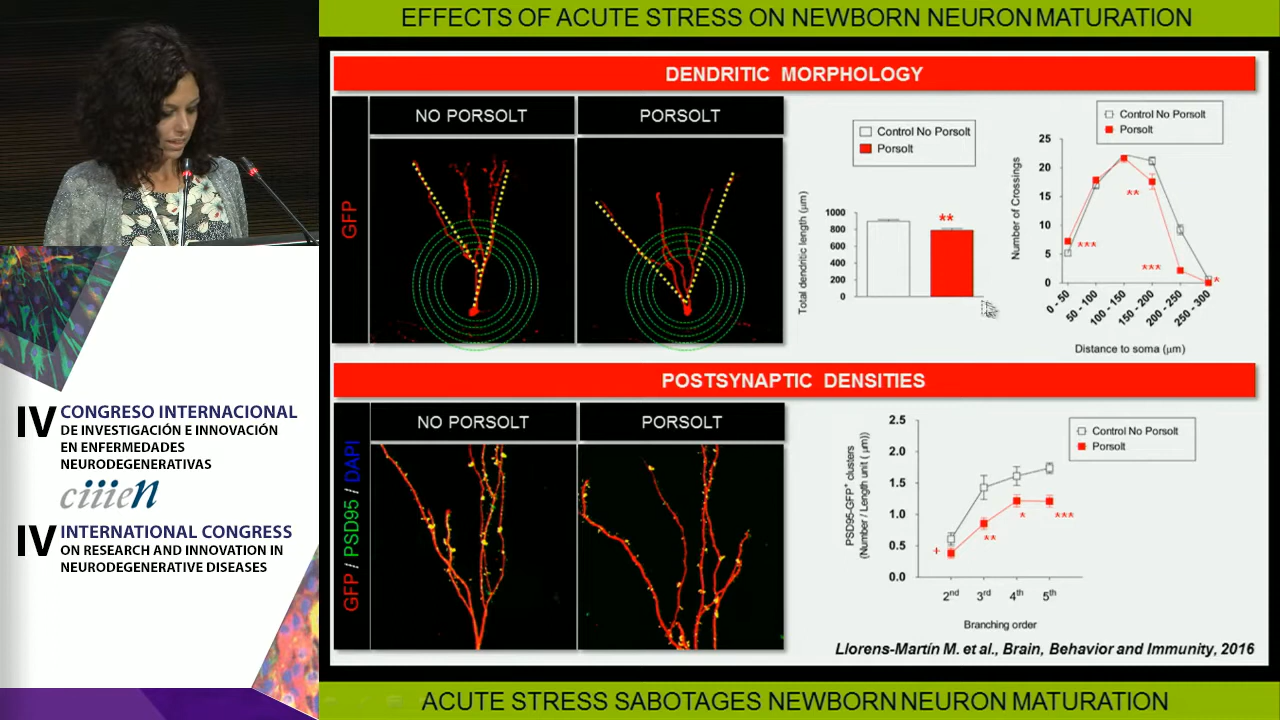 EFFECTS OF ACUTE STRESS ON NEWBORN NEURON MATURATION
DENDRITIC MORPHOLOGY
NO PORSOLT
PORSOLT
GFP
Control No Porsolt
Porsolt
Total dendritic length (μm)
1000
800
600
400
200
0
**
Control No Porsolt
Porsolt
Number of Crossings
25
20
15
10
5
0
***
**
***
*
0 - 50
50 - 100
100 - 150
150 - 200
200 - 250
250 - 300
Distance to soma (μm)
POSTSYNAPTIC DENSITIES
NO PORSOLT
PORSOLT
GFP / PSD95 / DAPI
PSD95-GFP+ clusters
(Number / Length unit ( μm))
2.5
2.0
1.5
1.0
0.5
0.0
Control No Porsolt
Porsolt
+
**
*
***
2nd
3rd
4th
5th
Branching order
Llorens-Martín M. et al., Brain, Behavior and Immunity, 2016
ACUTE STRESS SABOTAGES NEWBORN NEURON MATURATION
IV CONGRESO INTERNACIONAL
DE INVESTIGACIÓN E INNOVACIÓN
EN ENFERMEDADES
NEURODEGENERATIVAS
ciiieN
IV INTERNATIONAL CONGRESS
ON RESEARCH AND INNOVATION IN
NEURODEGENERATIVE DISEASES